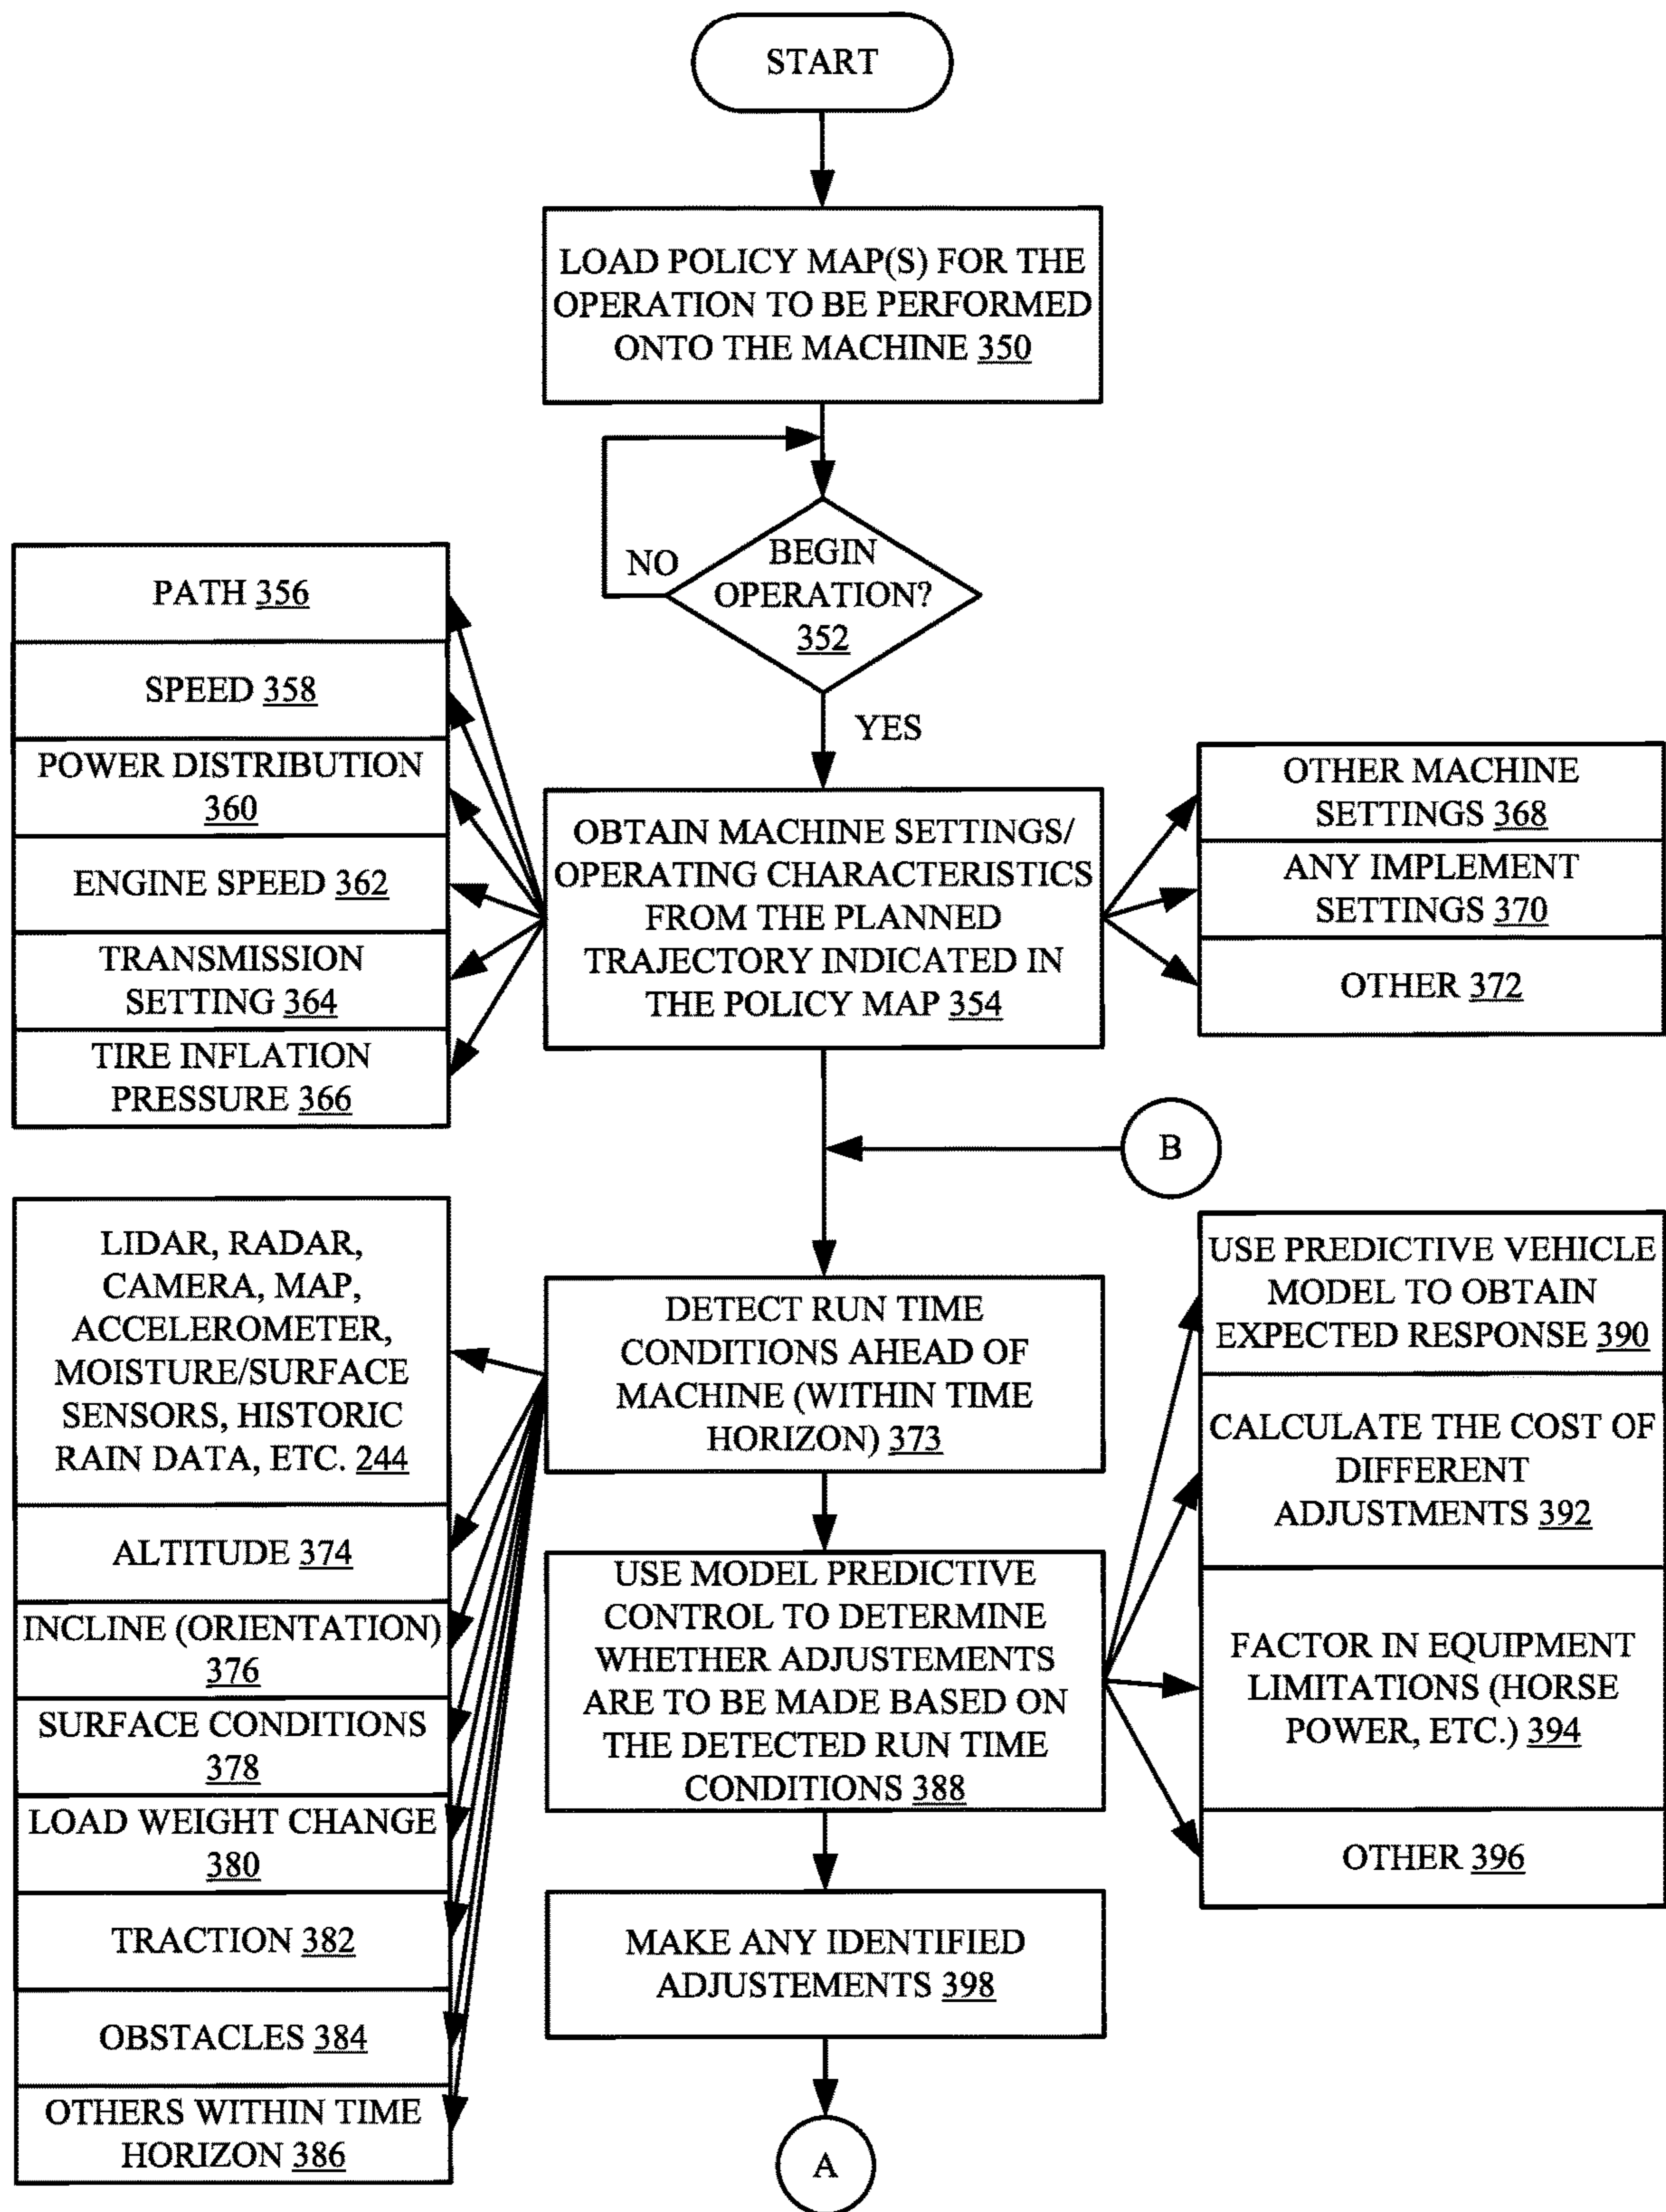 START
LOAD POLICY MAP(S) FOR THE
OPERATION TO BE PERFORMED
ONTO THE MACHINE 350
BEGIN
OPERATION?
352
NO
YES
PATH 356
SPEED 358
POWER DISTRIBUTION
360
ENGINE SPEED 362
TRANSMISSION
SETTING 364
TIRE INFLATION
PRESSURE 366
OBTAIN MACHINE SETTINGS/
OPERATING CHARACTERISTICS
FROM THE PLANNED
TRAJECTORY INDICATED IN
THE POLICY MAP 354
OTHER MACHINE
SETTINGS 368
ANY IMPLEMENT
SETTINGS 370
OTHER 372
B
LIDAR, RADAR,
CAMERA, MAP,
ACCELEROMETER,
MOISTURE/SURFACE
SENSORS, HISTORIC
RAIN DATA, ETC. 244
ALTITUDE 374
INCLINE (ORIENTATION)
376
SURFACE CONDITIONS
378
LOAD WEIGHT CHANGE
380
TRACTION 382
OBSTACLES 384
OTHERS WITHIN TIME
HORIZON 386
DETECT RUN TIME
CONDITIONS AHEAD OF
MACHINE (WITHIN TIME
HORIZON) 373
USE MODEL PREDICTIVE
CONTROL TO DETERMINE
WHETHER ADJUSTEMENTS
ARE TO BE MADE BASED ON
THE DETECTED RUN TIME
CONDITIONS 388
USE PREDICTIVE VEHICLE
MODEL TO OBTAIN
EXPECTED RESPONSE 390
CALCULATE THE COST OF
DIFFERENT
ADJUSTMENTS 392
FACTOR IN EQUIPMENT
LIMITATIONS (HORSE
POWER, ETC.) 394
OTHER 396
MAKE ANY IDENTIFIED
ADJUSTEMENTS 398
A